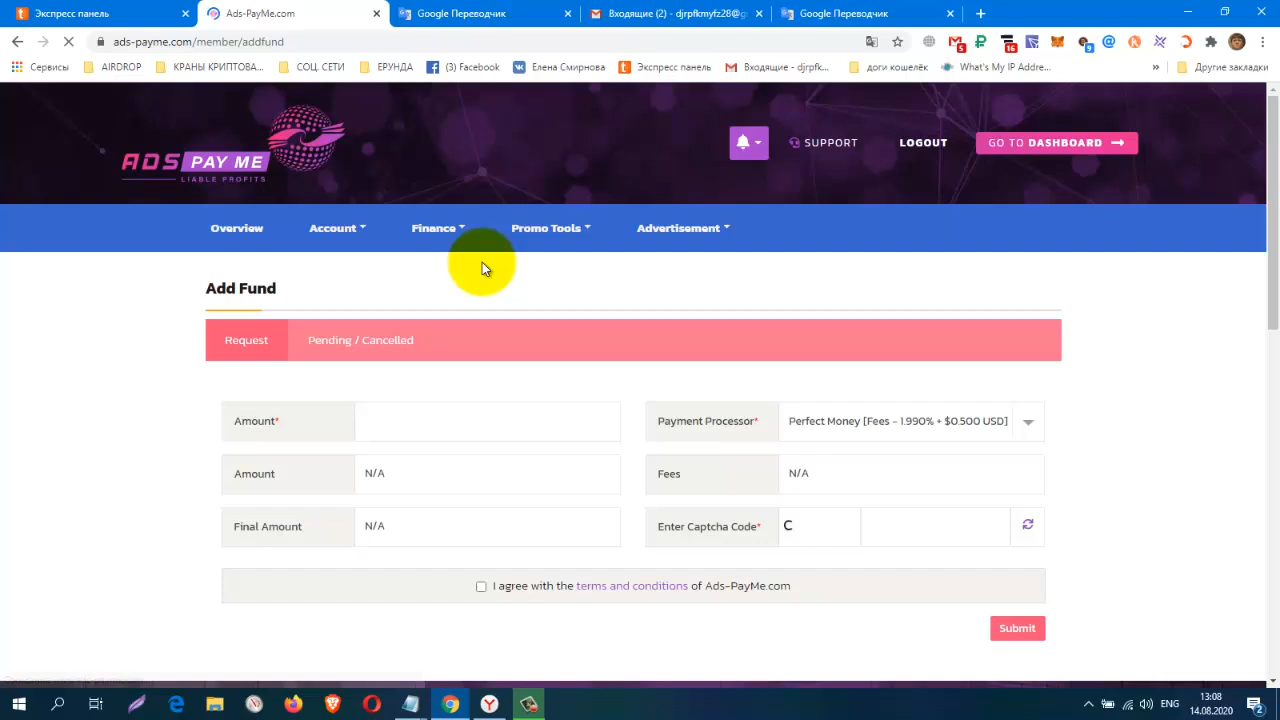 Экспресс панель
Ads-PayMe.com
Google Переводчик
Входящие (2) - djrpfkmyfz28@g
Google Переводчик
ads-payme.com/member/addfund
5
16
9
Сервисы
AIRDROP
КРАНЫ КРИПТОВА...
СОЦ. СЕТИ
ЕРУНДА
(3) Facebook
Елена Смирнова
Экспресс панель
Входящие - djrpfk...
доги кошелёк
What's My IP Addre...
»
Другие закладки
ADS PAY ME
LIABLE PROFITS
SUPPORT
LOGOUT
GO TO DASHBOARD
Overview
Account
Finance
Promo Tools
Advertisement
Add Fund
Request
Pending / Cancelled
Amount*
Payment Processor*
Perfect Money [Fees - 1.990% + $0.500 USD]
Amount
N/A
Fees
N/A
Final Amount
N/A
Enter Captcha Code*
C
I agree with the terms and conditions of Ads-PayMe.com
Submit
ENG
13:08
14.08.2020
2